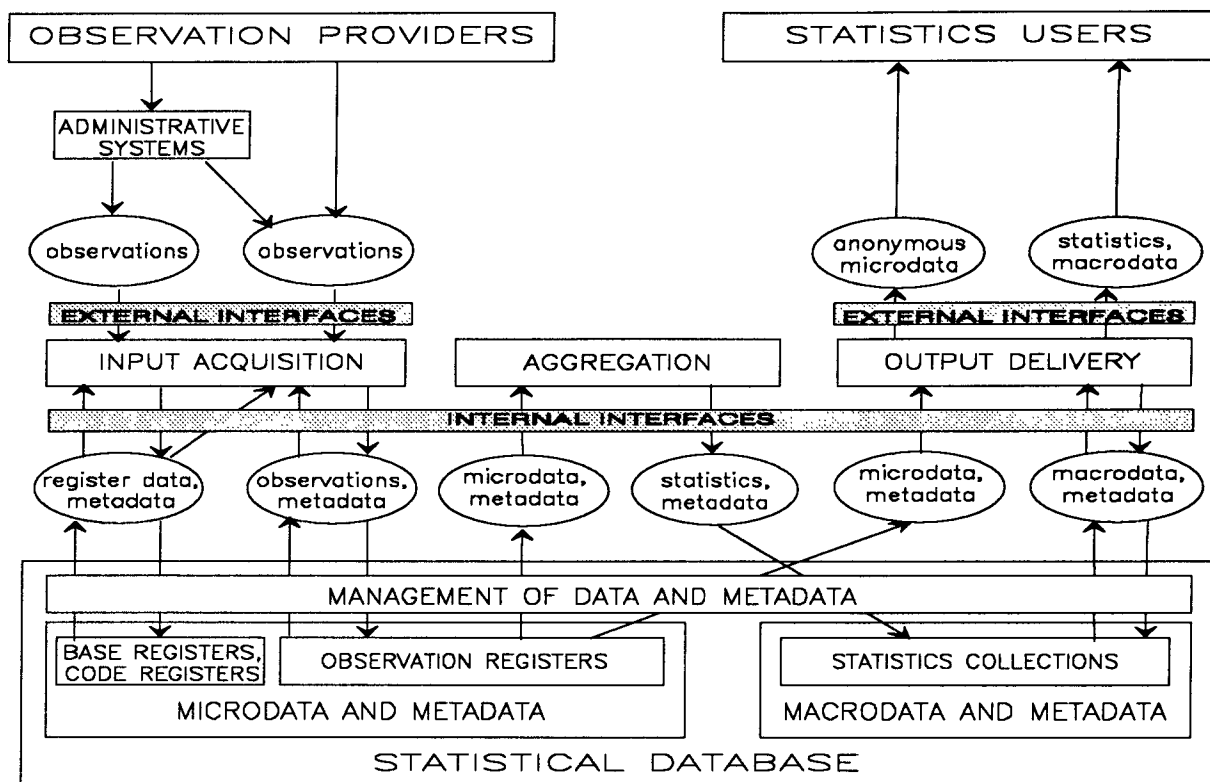 OBSERVATION PROVIDERS
STATISTICS USERS
ADMINISTRATIVE
SYSTEMS
observations
observations
anonymous
microdata
statistics,
macrodata
EXTERNAL INTERFACES
EXTERNAL INTERFACES
INPUT ACQUISITION
AGGREGATION
OUTPUT DELIVERY
INTERNAL INTERFACES
register data,
metadata
observations,
metadata
microdata,
metadata
statistics,
metadata
microdata,
metadata
macrodata,
metadata
MANAGEMENT OF DATA AND METADATA
BASE REGISTERS,
CODE REGISTERS
OBSERVATION REGISTERS
STATISTICS COLLECTIONS
MICRODATA AND METADATA
MACRODATA AND METADATA
STATISTICAL DATABASE